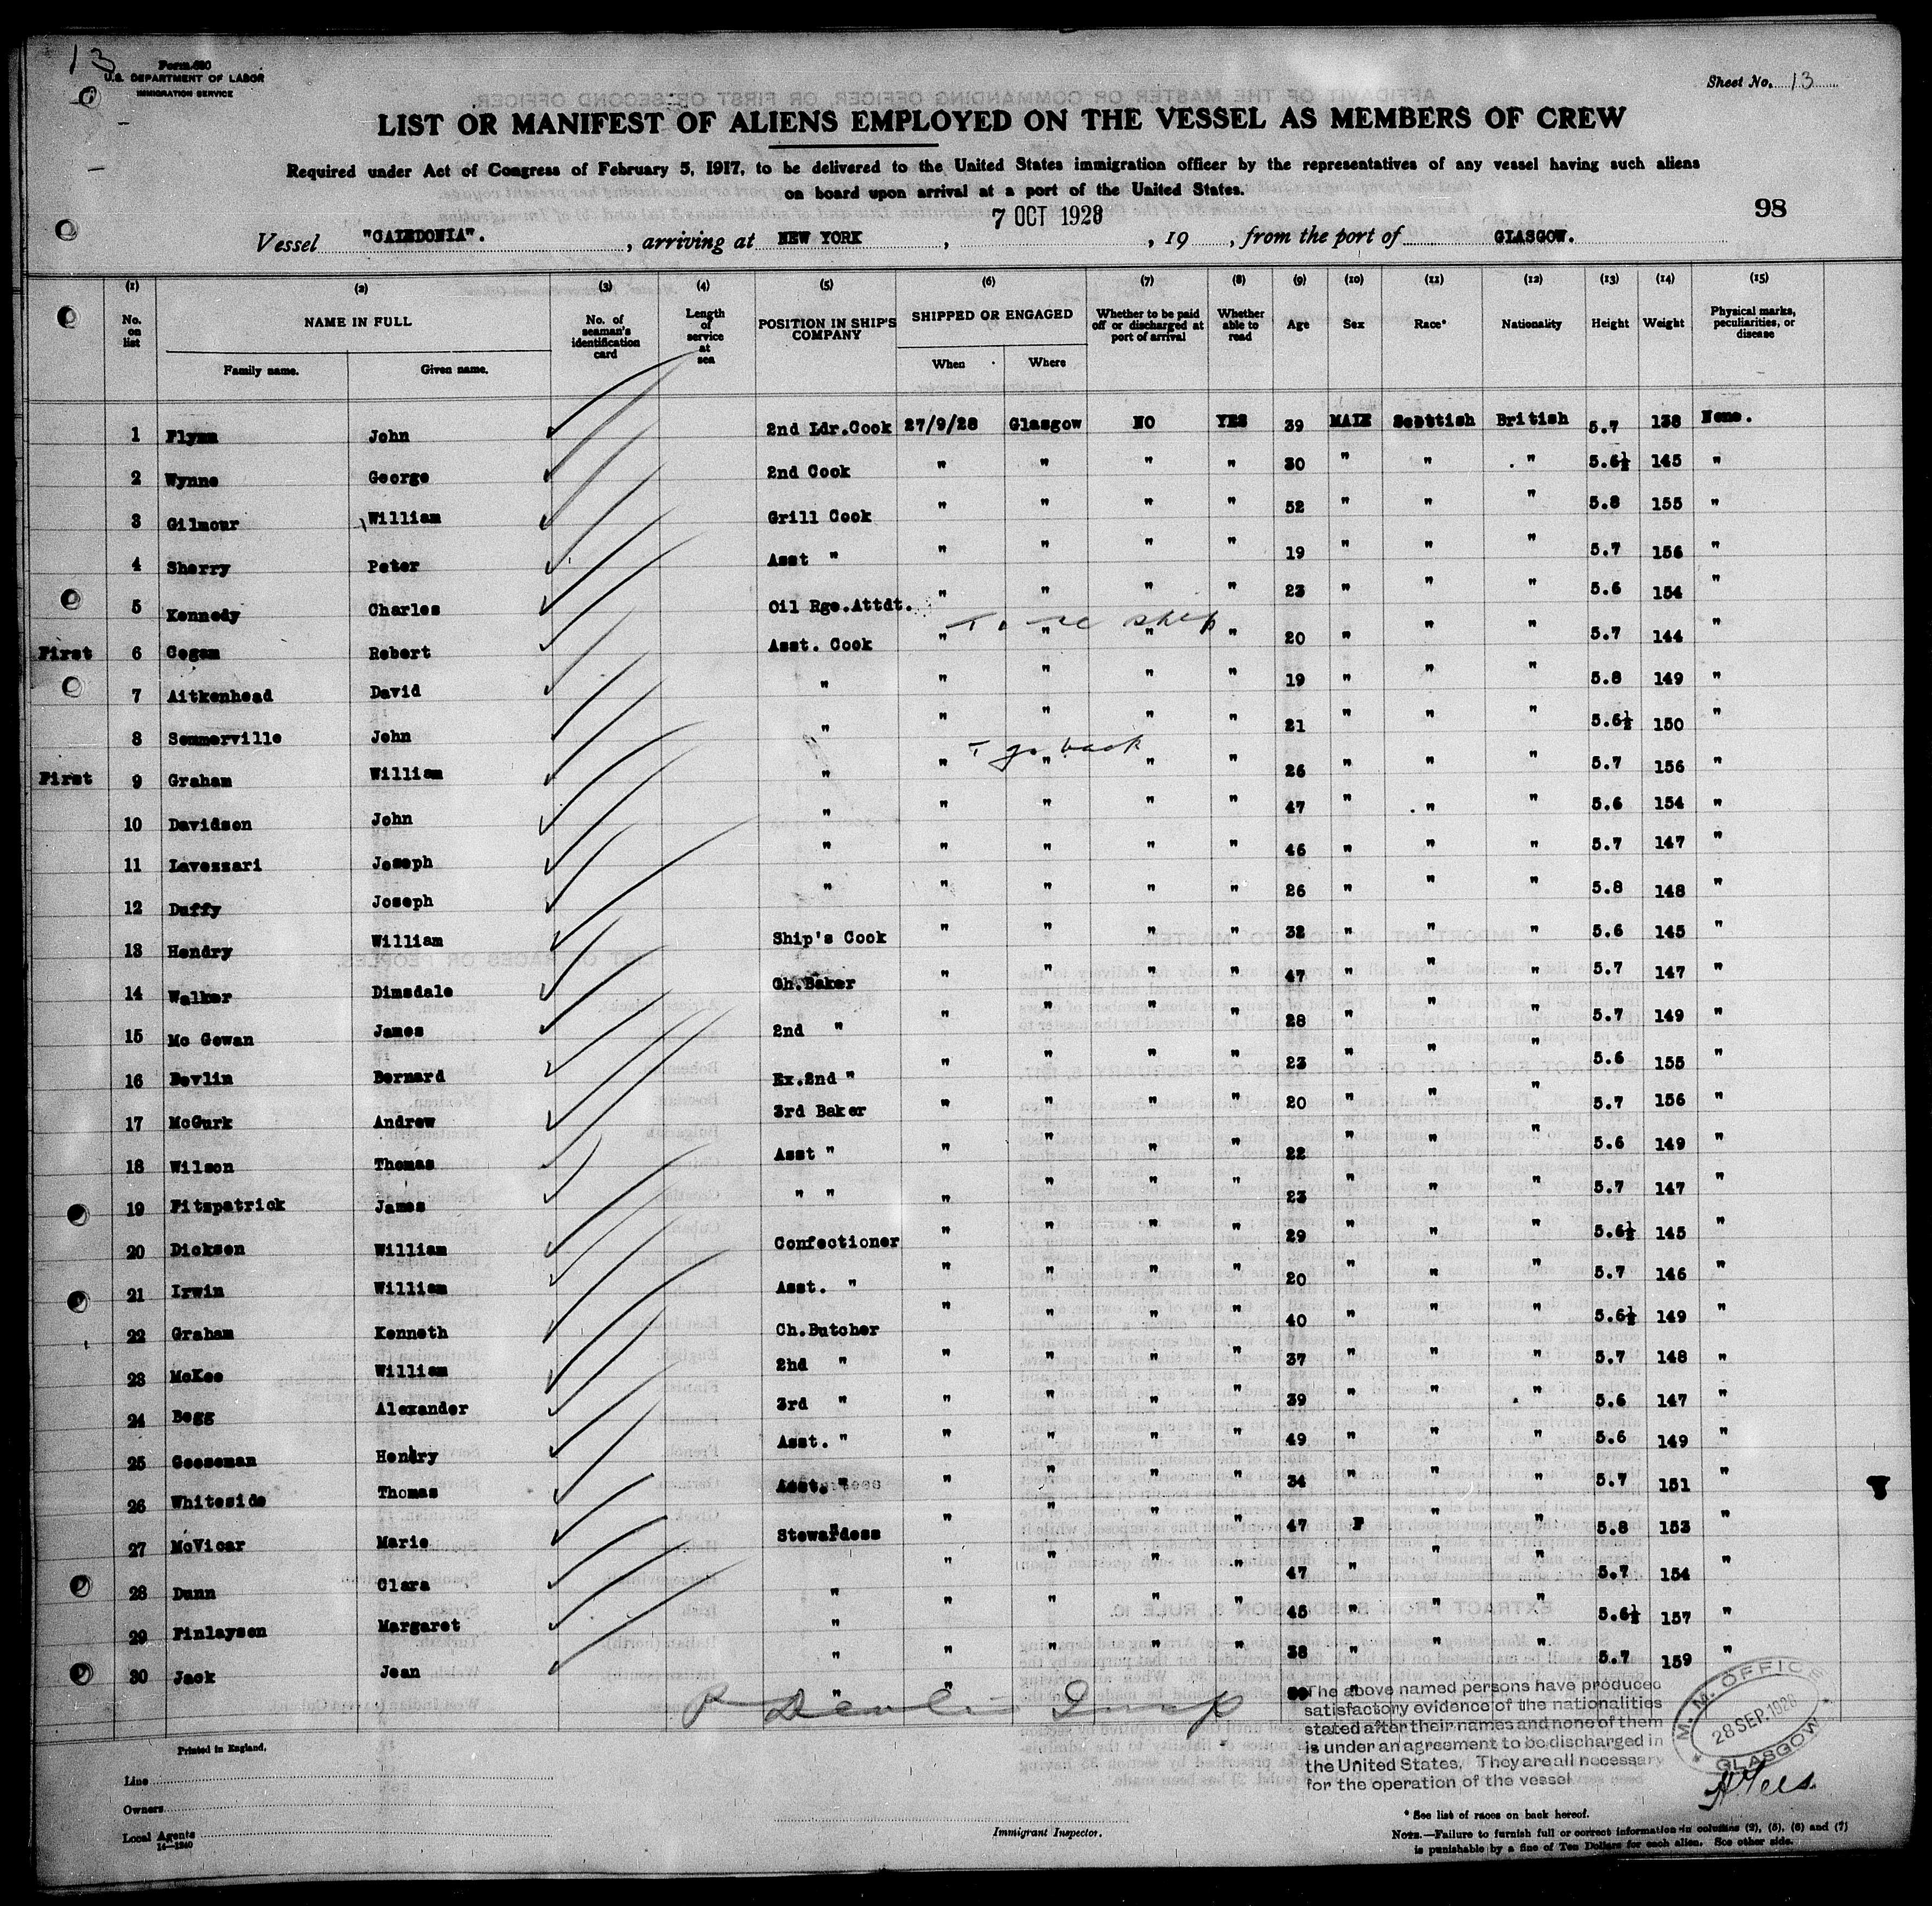 13
Form 680
U.S. DEPARTMENT OF LABOR
IMMIGRATION SERVICE
Sheet No. 13
LIST OR MANIFEST OF ALIENS EMPLOYED ON THE VESSEL AS MEMBERS OF CREW
Required under Act of Congress of February 5, 1917, to be delivered to the United States immigration officer by the representatives of any vessel having such aliens
on board upon arrival at a port of the United States.
98
7 OCT 1928
Vessel "CALEDONIA". , arriving at NEW YORK , , 19 , from the port of GLASGOW.
(1) (2) (3) (4) (5) (6) (7) (8) (9) (10) (11) (12) (13) (14) (15)
No. on list NAME IN FULL Family name. Given name. No. of seaman's identification card Length of service at sea POSITION IN SHIP'S COMPANY SHIPPED OR ENGAGED When Where Whether to be paid off or discharged at port of arrival Whether able to read Age Sex Race* Nationality Height Weight Physical marks, peculiarities, or disease
1 Flynn John 2nd Ldr.Cook 27/9/28 Glasgow NO YES 39 MALE Scottish British 5.7 138 None.
2 Wynne George 2nd Cook " " " " 30 " " " 5.6½ 145 "
3 Gilmour William Grill Cook " " " " 52 " " " 5.8 155 "
4 Sherry Peter Asst " " " " " 19 " " " 5.7 156 "
5 Kennedy Charles Oil Rge.Attdt. " " " " 23 " " " 5.6 154 "
ship
First 6 Cogan Robert Asst. Cook " " " " 20 " " " 5.7 144 "
7 Aitkenhead David " " " " " 19 " " " 5.8 149 "
8 Sommerville John " " " " " 21 " " " 5.6½ 150 "
go back
First 9 Graham William " " " " " 26 " " " 5.7 156 "
10 Davidson John " " " " " 47 " " " 5.6 154 "
11 Lavezzari Joseph " " " " " 46 " " " 5.7 147 "
12 Duffy Joseph " " " " " 26 " " " 5.8 148 "
13 Hendry William Ship's Cook " " " " 32 " " " 5.6 145 "
14 Walker Dimsdale Ch.Baker " " " " 47 " " " 5.7 147 "
15 Mc Gowan James 2nd " " " " " 28 " " " 5.7 149 "
16 Devlin Bernard Ex.2nd " " " " " 23 " " " 5.6 155 "
17 McGurk Andrew 3rd Baker " " " " 20 " " " 5.7 156 "
18 Wilson Thomas Asst " " " " " 22 " " " 5.6 149 "
19 Fitzpatrick James " " " " " " 23 " " " 5.7 147 "
20 Dickson William Confectioner " " " " 29 " " " 5.6½ 145 "
21 Irwin William Asst. " " " " " 20 " " " 5.7 146 "
22 Graham Kenneth Ch.Butcher " " " " 40 " " " 5.6½ 149 "
23 McKee William 2nd " " " " " 37 " " " 5.7 148 "
24 Begg Alexander 3rd " " " " " 39 " " " 5.6 147 "
25 Geeseman Hendry Asst. " " " " " 49 " " " 5.6 149 "
26 Whiteside Thomas Asst. " " " " " 34 " " " 5.7 151 "
27 McVicar Marie Stewardess " " " " 47 F " " 5.8 153 "
28 Dunn Clara " " " " " 47 " " " 5.7 154 "
29 Finlayson Margaret " " " " " 45 " " " 5.6½ 157 "
30 Jack Jean " " " " " 38 " " " 5.7 159 "
The above named persons have produced
satisfactory evidence of the nationalities
stated after their names and none of them
is under an agreement to be discharged in
the United States. They are all necessary
for the operation of the vessel
M. M. OFFICE
28 SEP. 1928
GLASGOW
Printed in England.
Line
Owners
Local Agents
14—1240
Immigrant Inspector.
* See list of races on back hereof.
NOTE.—Failure to furnish full or correct information in columns (2), (5), (6) and (7)
is punishable by a fine of Ten Dollars for each alien. See other side.